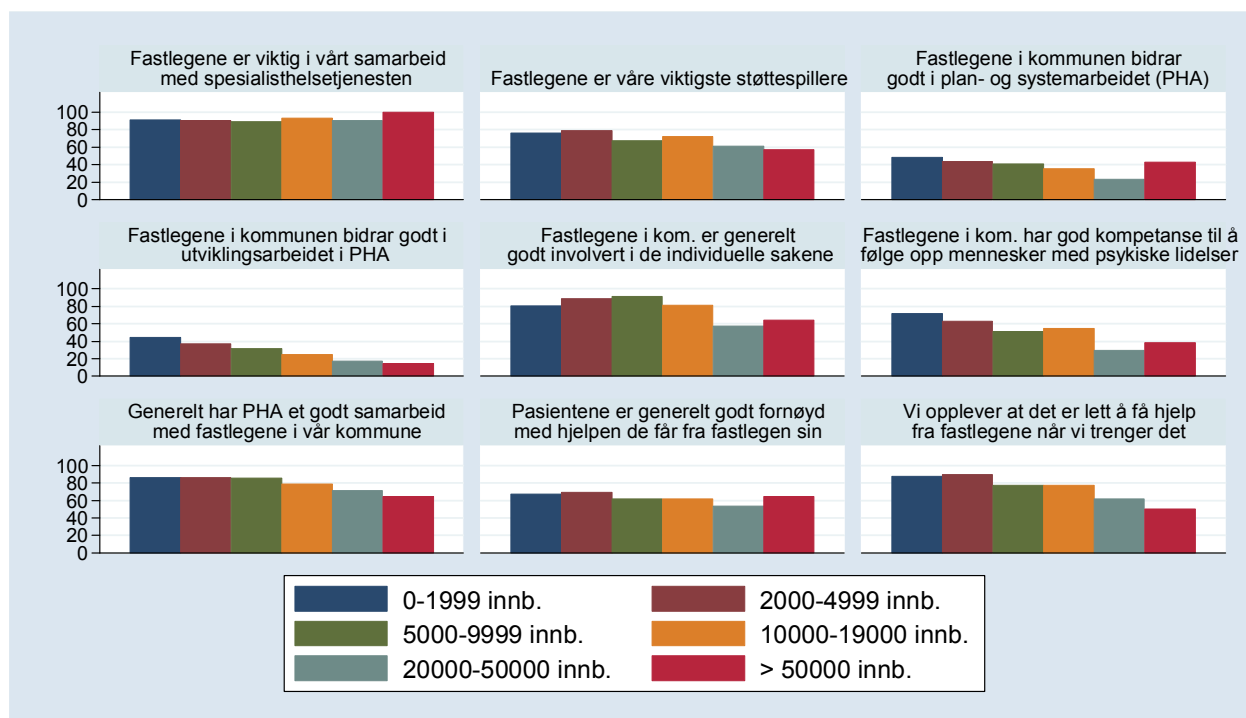 Fastlegene er viktig i vårt samarbeid
med spesialisthelsetjenesten
Fastlegene er våre viktigste støttespillere
Fastlegene i kommunen bidrar
godt i plan- og systemarbeidet (PHA)
100
80
60
40
20
0
Fastlegene i kommunen bidrar godt i
utviklingsarbeidet i PHA
Fastlegene i kom. er generelt
godt involvert i de individuelle sakene
Fastlegene i kom. har god kompetanse til å
følge opp mennesker med psykiske lidelser
100
80
60
40
20
0
Generelt har PHA et godt samarbeid
med fastlegene i vår kommune
Pasientene er generelt godt fornøyd
med hjelpen de får fra fastlegen sin
Vi opplever at det er lett å få hjelp
fra fastlegene når vi trenger det
100
80
60
40
20
0
0-1999 innb.
2000-4999 innb.
5000-9999 innb.
10000-19000 innb.
20000-50000 innb.
> 50000 innb.